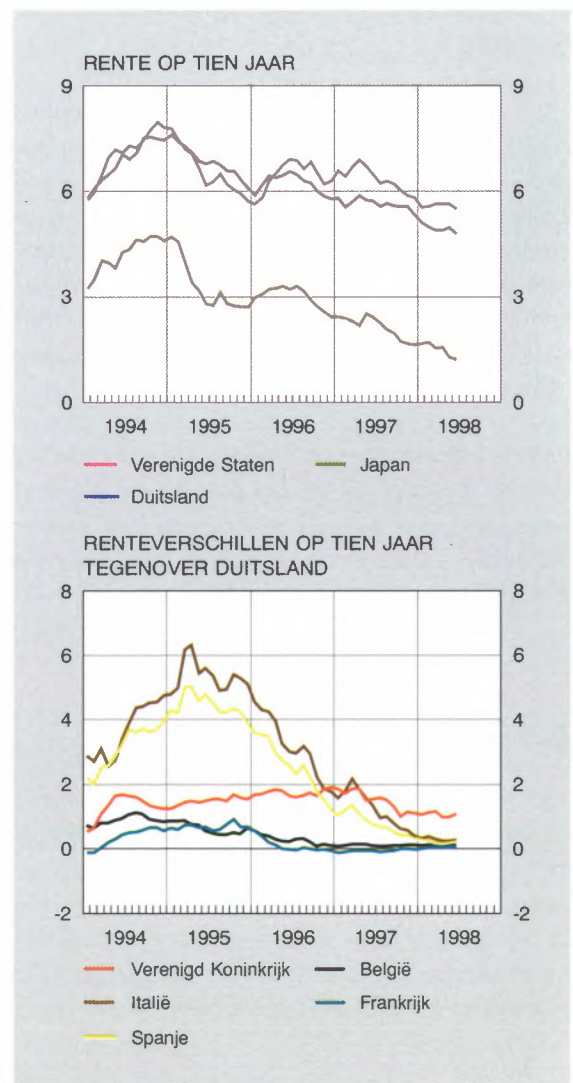 RENTE OP TIEN JAAR
9 9
6 6
3 3
0 0
1994 1995 1996 1997 1998
Verenigde Staten Japan
Duitsland
RENTEVERSCHILLEN OP TIEN JAAR
TEGENOVER DUITSLAND
8 8
6 6
4 4
2 2
0 0
-2 -2
1994 1995 1996 1997 1998
Verenigd Koninkrijk België
Italië Frankrijk
Spanje